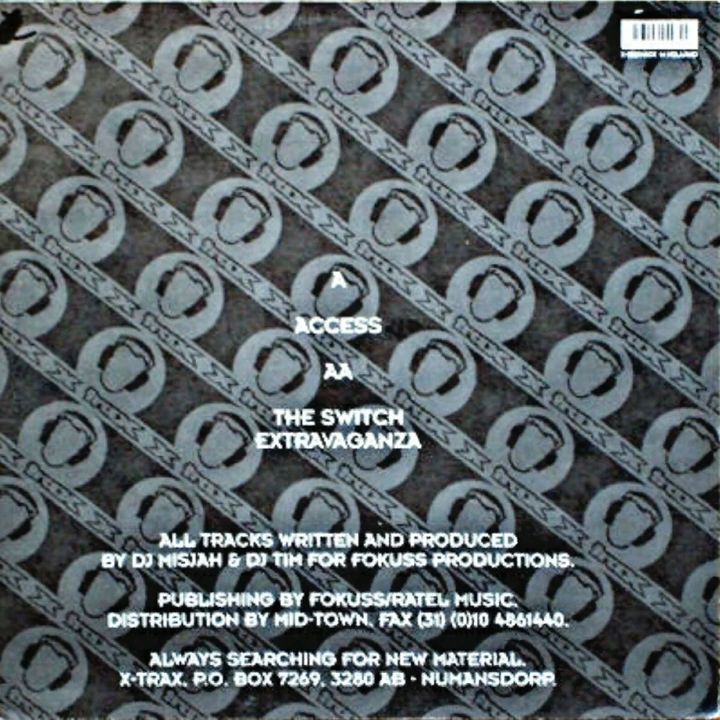 A
ACCESS
AA
THE SWITCH
EXTRAVAGANZA
ALL TRACKS WRITTEN AND PRODUCED
BY DJ MISJAH & DJ TIM FOR FOKUSS PRODUCTIONS.
PUBLISHING BY FOKUSS/RATEL MUSIC.
DISTRIBUTION BY MID-TOWN. FAX (31) (0)10 4861440.
ALWAYS SEARCHING FOR NEW MATERIAL.
X-TRAX, P.O. BOX 7269, 3280 AB - NUMANSDORP.